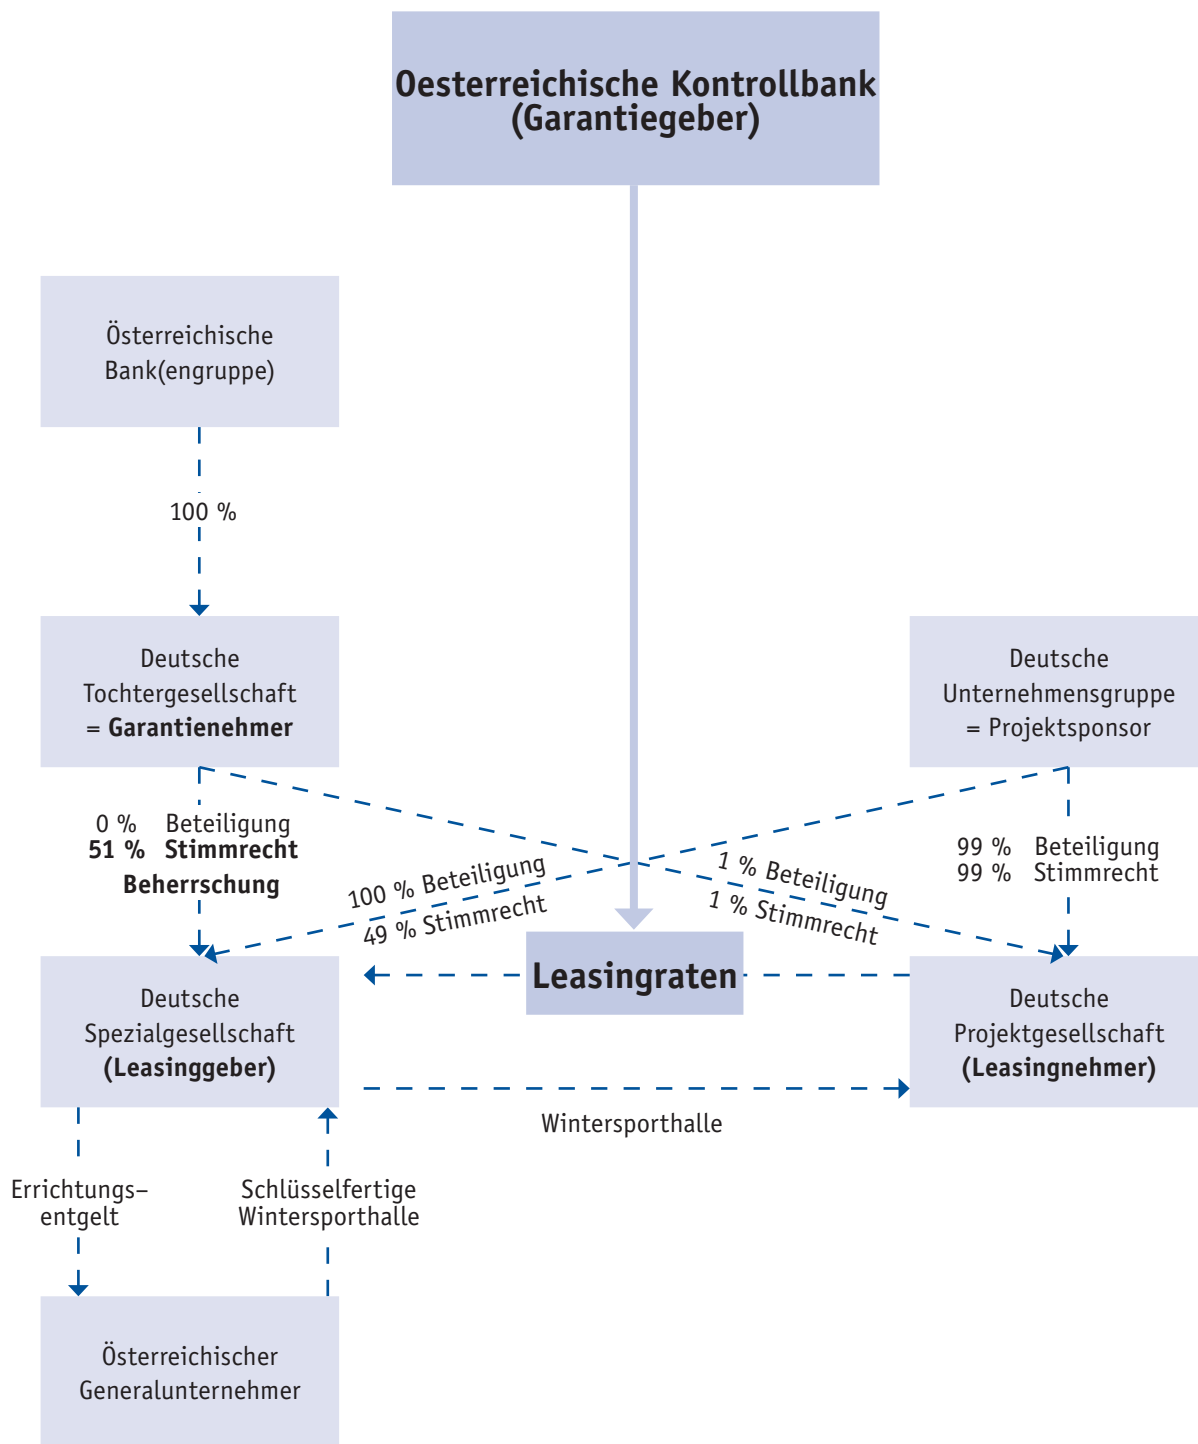 Oesterreichische Kontrollbank
(Garantiegeber)
Österreichische
Bank(engruppe)
100 %
Deutsche
Tochtergesellschaft
= Garantienehmer
Deutsche
Unternehmensgruppe
= Projektsponsor
0 % Beteiligung
51 % Stimmrecht
Beherrschung
100 % Beteiligung
49 % Stimmrecht
1 % Beteiligung
1 % Stimmrecht
99 % Beteiligung
99 % Stimmrecht
Deutsche
Spezialgesellschaft
(Leasinggeber)
Leasingraten
Deutsche
Projektgesellschaft
(Leasingnehmer)
Wintersporthalle
Errichtungs–
entgelt
Schlüsselfertige
Wintersporthalle
Österreichischer
Generalunternehmer